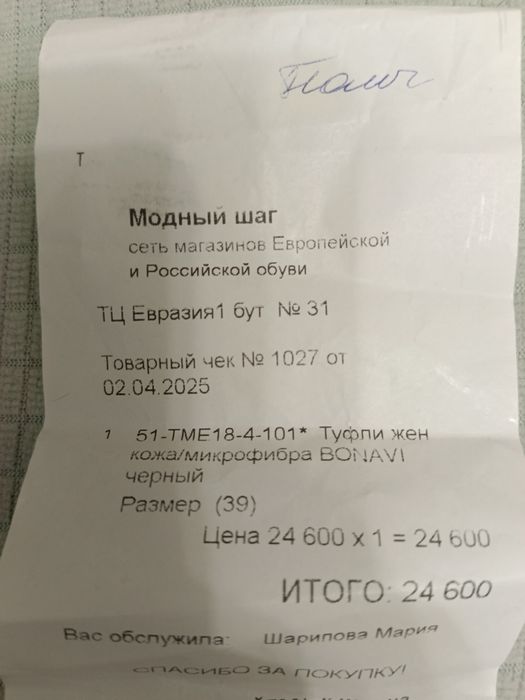 Т
Модный шаг
сеть магазинов Европейской
и Российской обуви
ТЦ Евразия1 бут № 31
Товарный чек № 1027 от
02.04.2025
1 51-TME18-4-101* Туфли жен
кожа/микрофибра BONAVI
черный
Размер (39)
Цена 24 600 x 1 = 24 600
ИТОГО: 24 600
Вас обслужила: Шарипова Мария
СПАСИБО ЗА ПОКУПКУ!